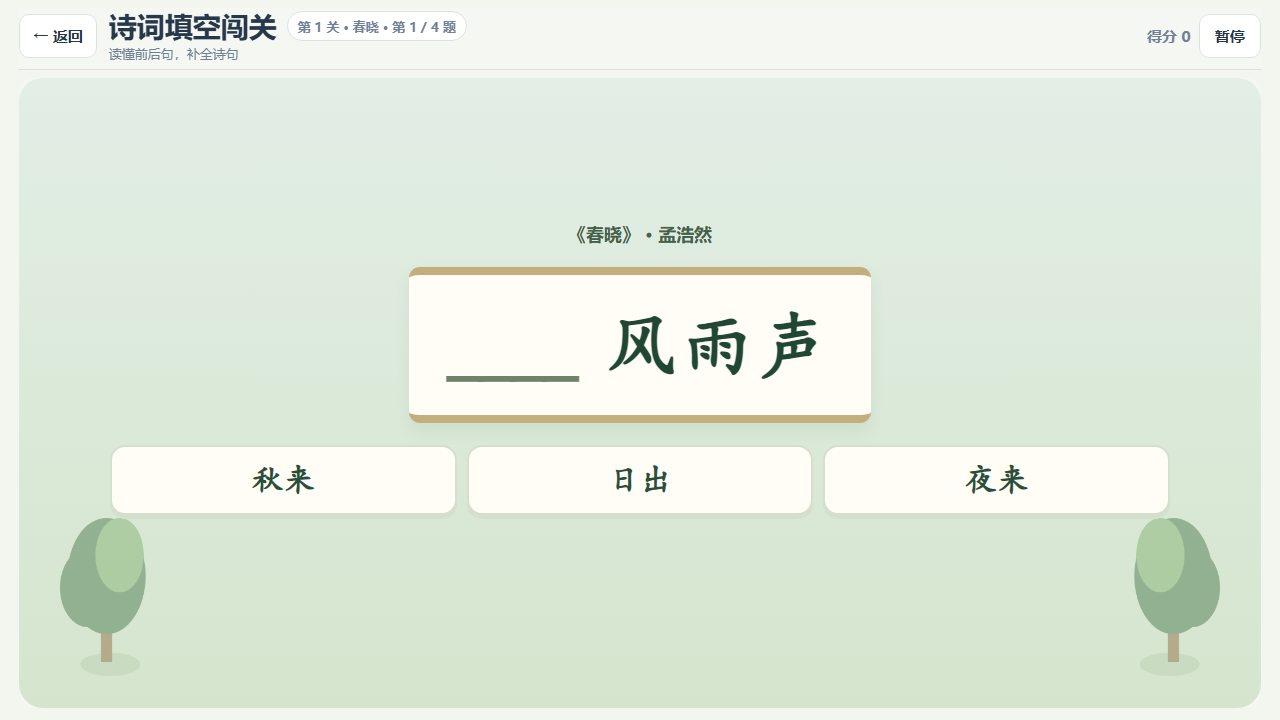 ← 返回
诗词填空闯关
第 1 关 • 春晓 • 第 1 / 4 题
读懂前后句，补全诗句
得分 0
暂停
《春晓》 • 孟浩然
____ 风雨声
秋来
日出
夜来